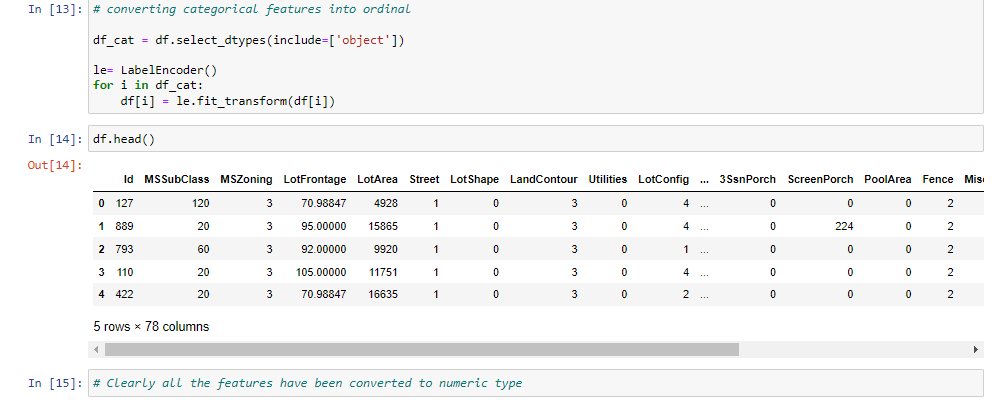 In [13]: # converting categorical features into ordinal
df_cat = df.select_dtypes(include=['object'])
le= LabelEncoder()
for i in df_cat:
    df[i] = le.fit_transform(df[i])
In [14]: df.head()
Out[14]:
Id MSSubClass MSZoning LotFrontage LotArea Street LotShape LandContour Utilities LotConfig ... 3SsnPorch ScreenPorch PoolArea Fence Misc
0 127 120 3 70.98847 4928 1 0 3 0 4 ... 0 0 0 2
1 889 20 3 95.00000 15865 1 0 3 0 4 ... 0 224 0 2
2 793 60 3 92.00000 9920 1 0 3 0 1 ... 0 0 0 2
3 110 20 3 105.00000 11751 1 0 3 0 4 ... 0 0 0 2
4 422 20 3 70.98847 16635 1 0 3 0 2 ... 0 0 0 2
5 rows × 78 columns
In [15]: # Clearly all the features have been converted to numeric type